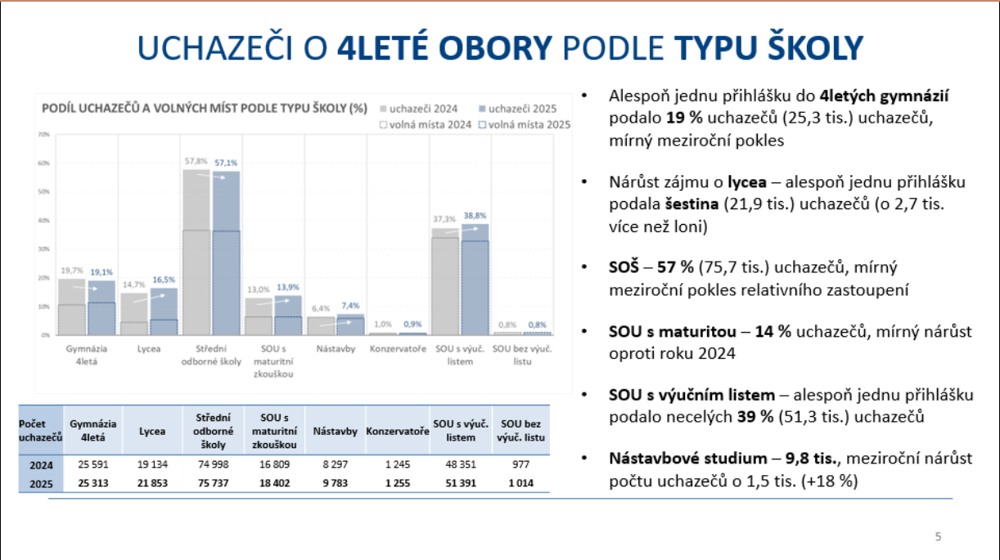 UCHAZEČI O 4LETÉ OBORY PODLE TYPU ŠKOLY
PODÍL UCHAZEČŮ A VOLNÝCH MÍST PODLE TYPU ŠKOLY (%)
uchazeči 2024 uchazeči 2025
volná místa 2024 volná místa 2025
70%
60%
50%
40%
30%
20%
10%
0%
19,7% 19,1% 14,7% 16,5% 57,8% 57,1% 13,0% 13,9% 6,4% 7,4% 1,0% 0,9% 37,3% 38,8% 0,8% 0,8%
Gymnázia Lycea Střední SOU s Nástavby Konzervatoře SOU s výuč. SOU bez výuč.
4letá odborné školy maturitní listem listu
zkouškou
Počet uchazečů Gymnázia 4letá Lycea Střední odborné školy SOU s maturitní zkouškou Nástavby Konzervatoře SOU s výuč. listem SOU bez výuč. listu
2024 25 591 19 134 74 998 16 809 8 297 1 245 48 351 977
2025 25 313 21 853 75 737 18 402 9 783 1 255 51 391 1 014
• Alespoň jednu přihlášku do 4letých gymnázií
podalo 19 % uchazečů (25,3 tis.) uchazečů,
mírný meziroční pokles
• Nárůst zájmu o lycea – alespoň jednu přihlášku
podala šestina (21,9 tis.) uchazečů (o 2,7 tis.
více než loni)
• SOŠ – 57 % (75,7 tis.) uchazečů, mírný
meziroční pokles relativního zastoupení
• SOU s maturitou – 14 % uchazečů, mírný nárůst
oproti roku 2024
• SOU s výučním listem – alespoň jednu přihlášku
podalo necelých 39 % (51,3 tis.) uchazečů
• Nástavbové studium – 9,8 tis., meziroční nárůst
počtu uchazečů o 1,5 tis. (+18 %)
5